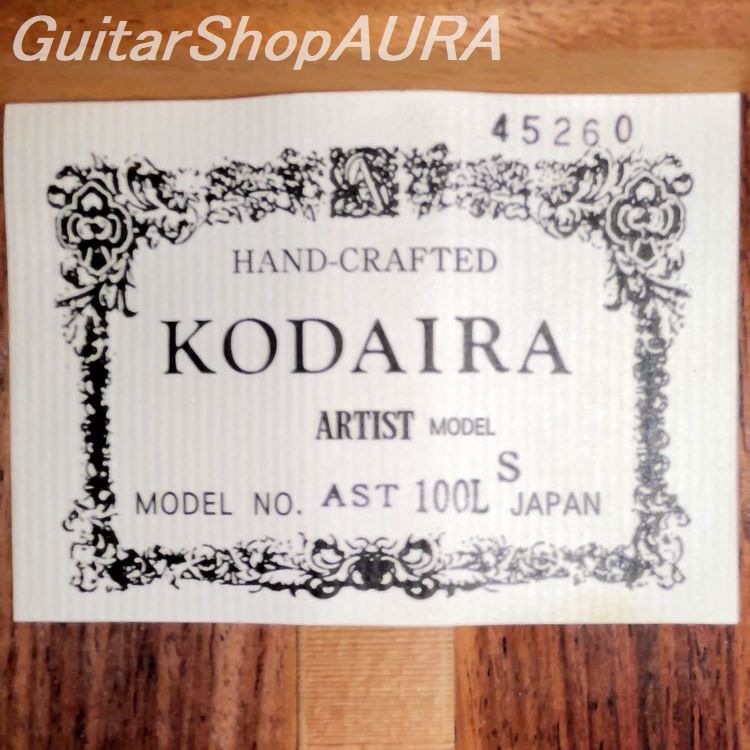 GuitarShopAURA
45260
A
HAND-CRAFTED
KODAIRA
ARTIST MODEL
S
MODEL NO. AST 100L JAPAN